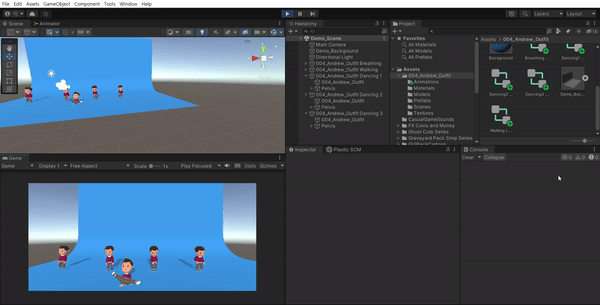 File Edit Assets GameObject Component Tools Window Help
Layers Layout
Scene Animator
Hierarchy
All
Demo_Scene
Main Camera
Demo_Background
Directional Light
004_Andrew_Outfit Breathing
004_Andrew_Outfit Walking
004_Andrew_Outfit Dancing 1
004_Andrew_Outfit
Pelvis
004_Andrew_Outfit Dancing 2
004_Andrew_Outfit
Pelvis
004_Andrew_Outfit Dancing 3
004_Andrew_Outfit
Pelvis
Project
Favorites
All Materials
All Models
All Prefabs
Assets
004_Andrew_Outfit
Animations
Materials
Models
Prefabs
Scenes
Textures
CasualGameSounds
FX Coins and Money
Ghost Cute Series
Graveyard Pack Simp Series
Assets > 004_Andrew_Outfit
Background Breathing ...
Dancing2 ... Dancing3 ... Demo_Bac...
Walking I...
Game
Game Display 1 Free Aspect Scale 1x Play Focused Stats Gizmos
Inspector Plastic SCM
Console
Clear Collapse 0 0 0